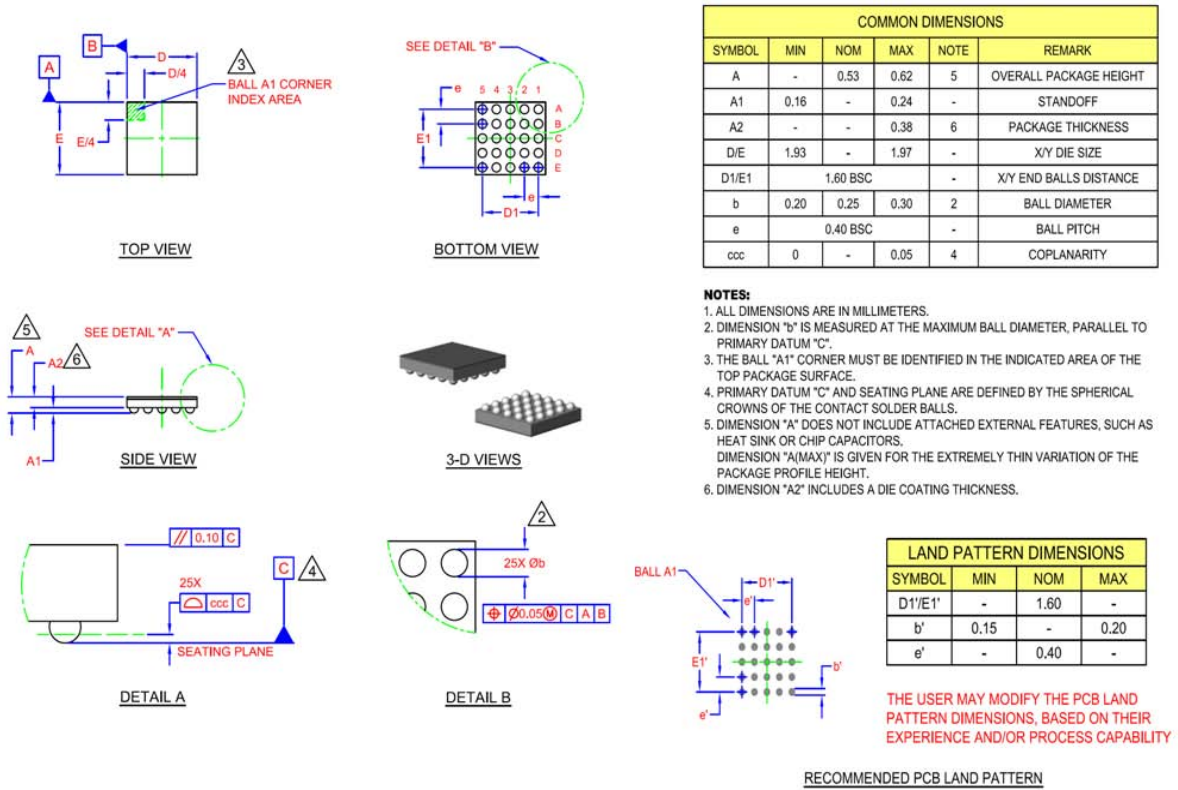 B
D
A
D/4
3
BALL A1 CORNER
INDEX AREA
E
E/4
TOP VIEW
SEE DETAIL "B"
e
5 4 3 2 1
A
B
C
D
E
E1
e
D1
BOTTOM VIEW
COMMON DIMENSIONS
SYMBOL MIN NOM MAX NOTE REMARK
A - 0.53 0.62 5 OVERALL PACKAGE HEIGHT
A1 0.16 - 0.24 - STANDOFF
A2 - - 0.38 6 PACKAGE THICKNESS
D/E 1.93 - 1.97 - X/Y DIE SIZE
D1/E1 1.60 BSC - X/Y END BALLS DISTANCE
b 0.20 0.25 0.30 2 BALL DIAMETER
e 0.40 BSC - BALL PITCH
ccc 0 - 0.05 4 COPLANARITY
NOTES:
1. ALL DIMENSIONS ARE IN MILLIMETERS.
2. DIMENSION "b" IS MEASURED AT THE MAXIMUM BALL DIAMETER, PARALLEL TO
PRIMARY DATUM "C".
3. THE BALL "A1" CORNER MUST BE IDENTIFIED IN THE INDICATED AREA OF THE
TOP PACKAGE SURFACE.
4. PRIMARY DATUM "C" AND SEATING PLANE ARE DEFINED BY THE SPHERICAL
CROWNS OF THE CONTACT SOLDER BALLS.
5. DIMENSION "A" DOES NOT INCLUDE ATTACHED EXTERNAL FEATURES, SUCH AS
HEAT SINK OR CHIP CAPACITORS.
DIMENSION "A(MAX)" IS GIVEN FOR THE EXTREMELY THIN VARIATION OF THE
PACKAGE PROFILE HEIGHT.
6. DIMENSION "A2" INCLUDES A DIE COATING THICKNESS.
5
A
A2
6
SEE DETAIL "A"
A1
SIDE VIEW
3-D VIEWS
// 0.10 C
25X
ccc C
C
4
SEATING PLANE
DETAIL A
2
25X Øb
⌖ Ø0.05Ⓜ C A B
DETAIL B
BALL A1
D1'
e'
E1'
b'
e'
RECOMMENDED PCB LAND PATTERN
LAND PATTERN DIMENSIONS
SYMBOL MIN NOM MAX
D1'/E1' - 1.60 -
b' 0.15 - 0.20
e' - 0.40 -
THE USER MAY MODIFY THE PCB LAND
PATTERN DIMENSIONS, BASED ON THEIR
EXPERIENCE AND/OR PROCESS CAPABILITY